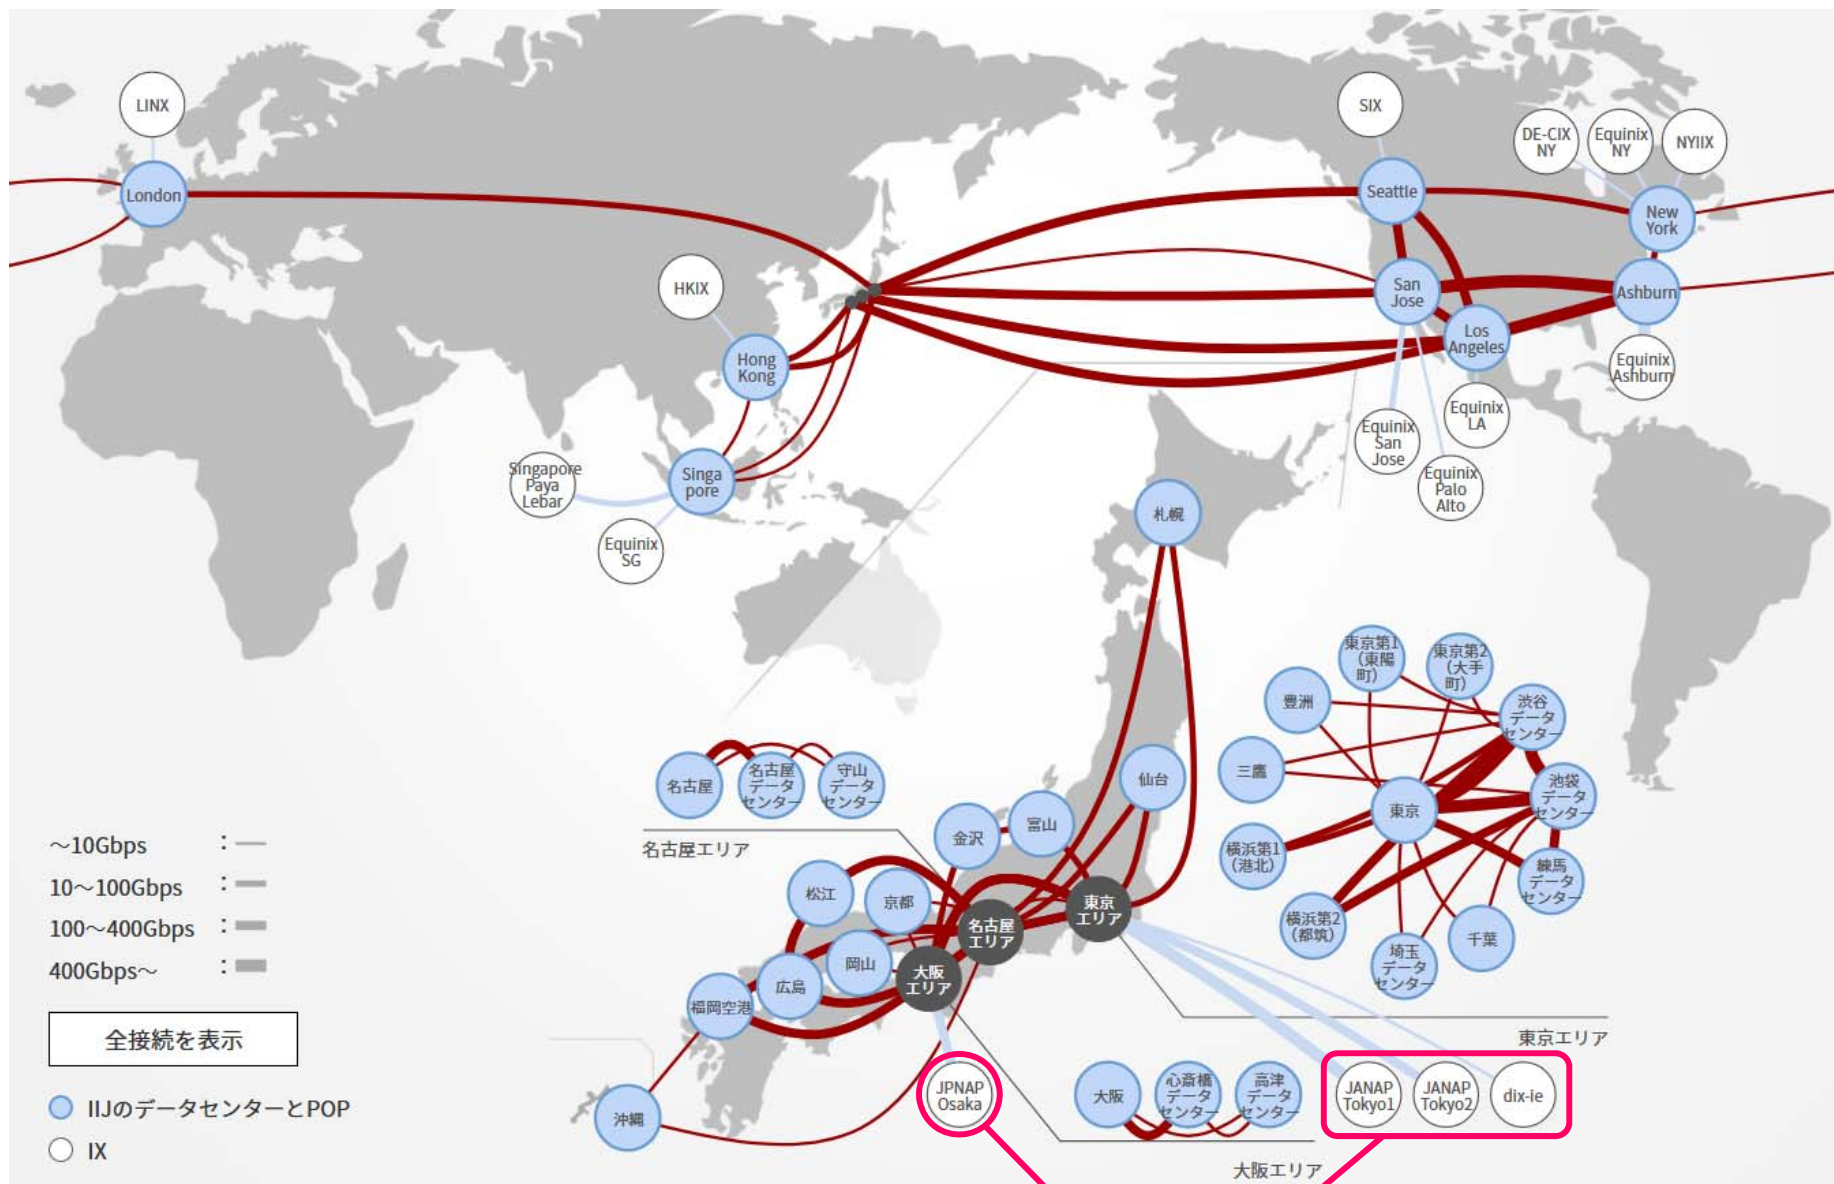 LINX
London
HKIX
Hong
Kong
Singapore
Paya
Lebar
Singa
pore
Equinix
SG
SIX
Seattle
DE-CIX
NY
Equinix
NY
NYIIX
New
York
San
Jose
Ashburn
Los
Angeles
Equinix
Ashburn
Equinix
LA
Equinix
San
Jose
Equinix
Palo
Alto
札幌
仙台
富山
金沢
松江
京都
岡山
広島
福岡空港
沖縄
東京
エリア
名古屋
エリア
大阪
エリア
名古屋
名古屋
データ
センター
守山
データ
センター
名古屋エリア
東京第1
(東陽
町)
東京第2
(大手
町)
豊洲
渋谷
データ
センター
三鷹
池袋
データ
センター
東京
横浜第1
(港北)
練馬
データ
センター
横浜第2
(都筑)
千葉
埼玉
データ
センター
東京エリア
JPNAP
Osaka
大阪
心斎橋
データ
センター
高津
データ
センター
大阪エリア
JANAP
Tokyo1
JANAP
Tokyo2
dix-ie
～10Gbps :
10～100Gbps :
100～400Gbps :
400Gbps～ :
全接続を表示
IIJのデータセンターとPOP
IX